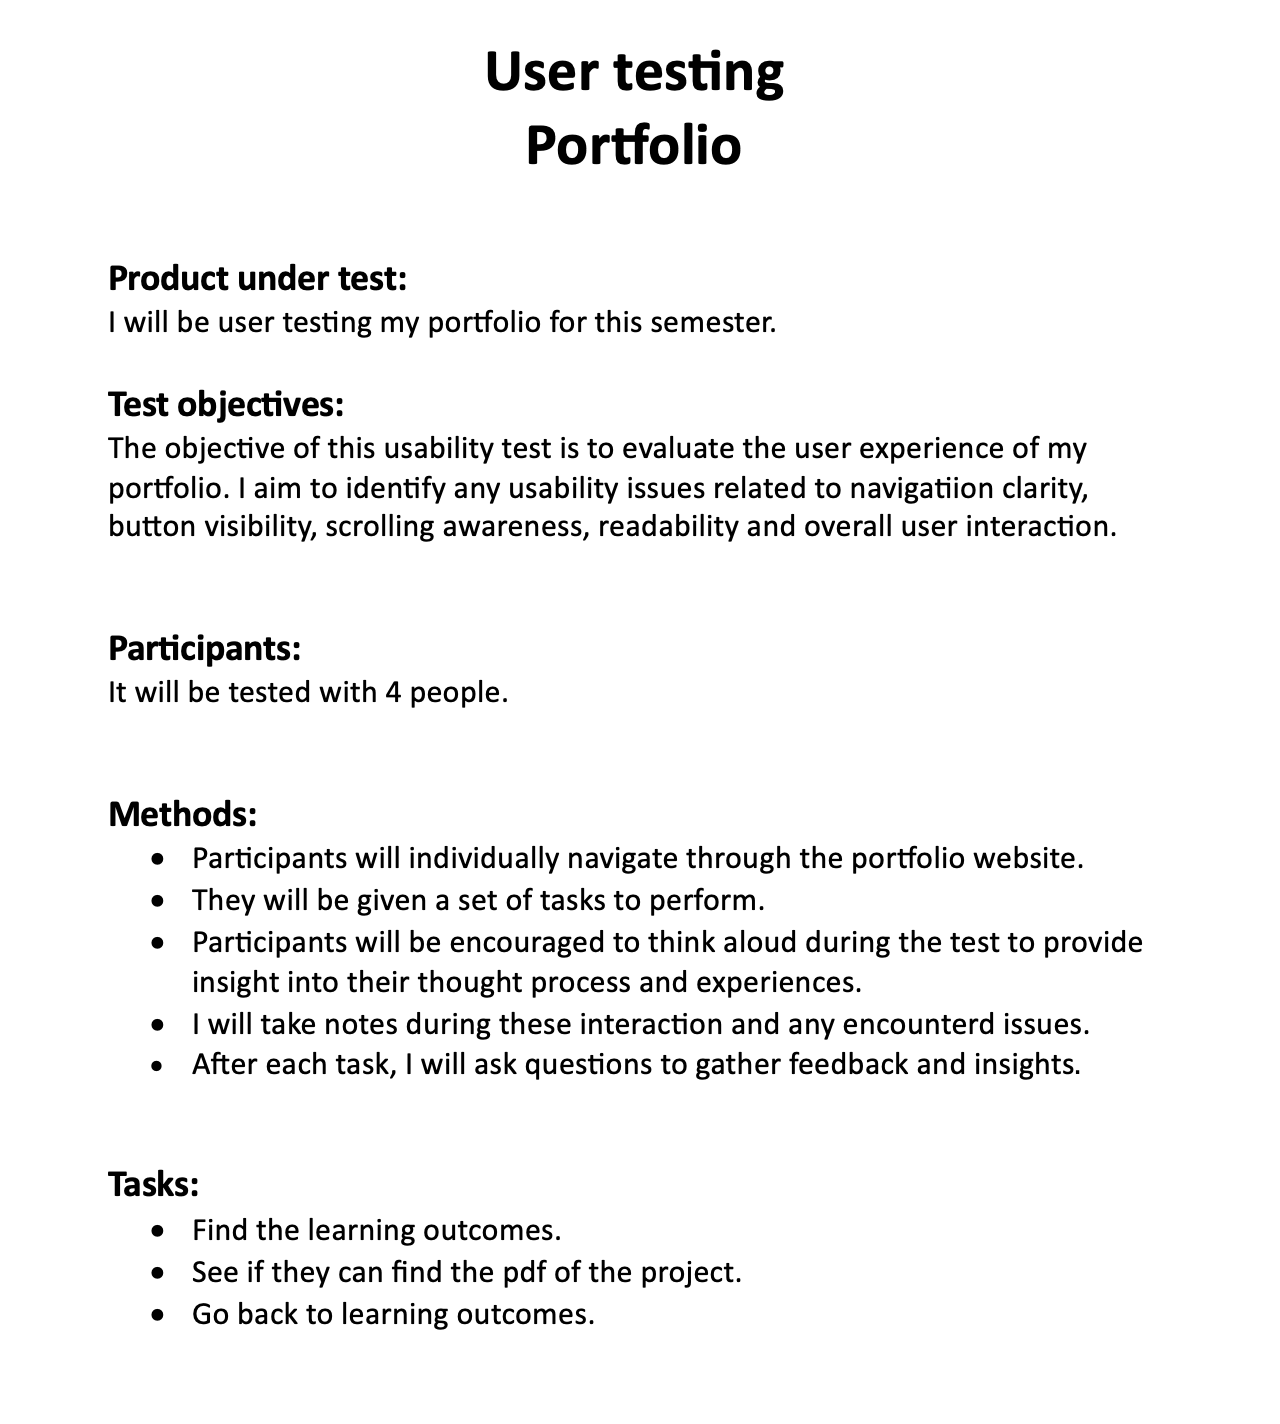 User testing
Portfolio
Product under test:
I will be user testing my portfolio for this semester.
Test objectives:
The objective of this usability test is to evaluate the user experience of my
portfolio. I aim to identify any usability issues related to navigatiion clarity,
button visibility, scrolling awareness, readability and overall user interaction.
Participants:
It will be tested with 4 people.
Methods:
• Participants will individually navigate through the portfolio website.
• They will be given a set of tasks to perform.
• Participants will be encouraged to think aloud during the test to provide
insight into their thought process and experiences.
• I will take notes during these interaction and any encounterd issues.
• After each task, I will ask questions to gather feedback and insights.
Tasks:
• Find the learning outcomes.
• See if they can find the pdf of the project.
• Go back to learning outcomes.